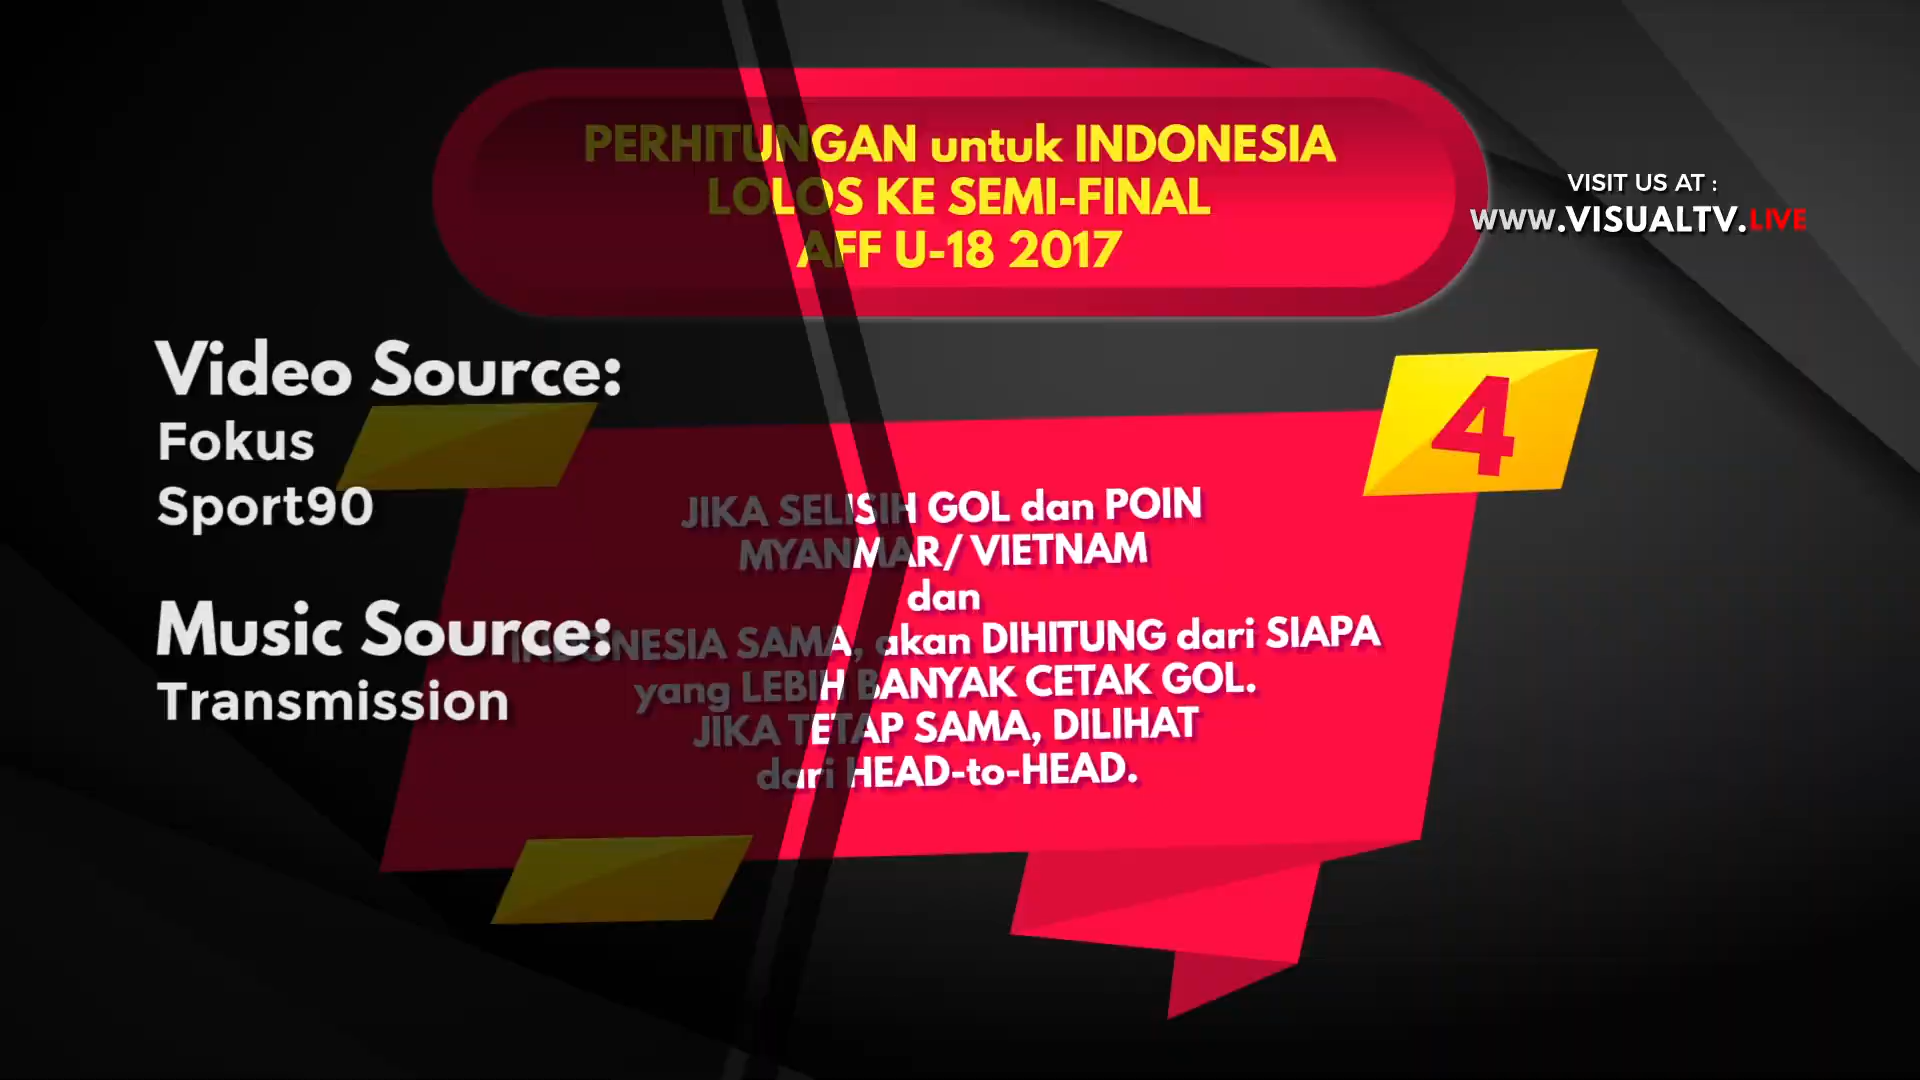 PERHITUNGAN untuk INDONESIA
LOLOS KE SEMI-FINAL
AFF U-18 2017
VISIT US AT :
WWW.VISUALTV.LIVE
Video Source:
Fokus
Sport90
Music Source:
Transmission
4
JIKA SELISIH GOL dan POIN
MYANMAR/VIETNAM
dan
INDONESIA SAMA, akan DIHITUNG dari SIAPA
yang LEBIH BANYAK CETAK GOL.
JIKA TETAP SAMA, DILIHAT
dari HEAD-to-HEAD.